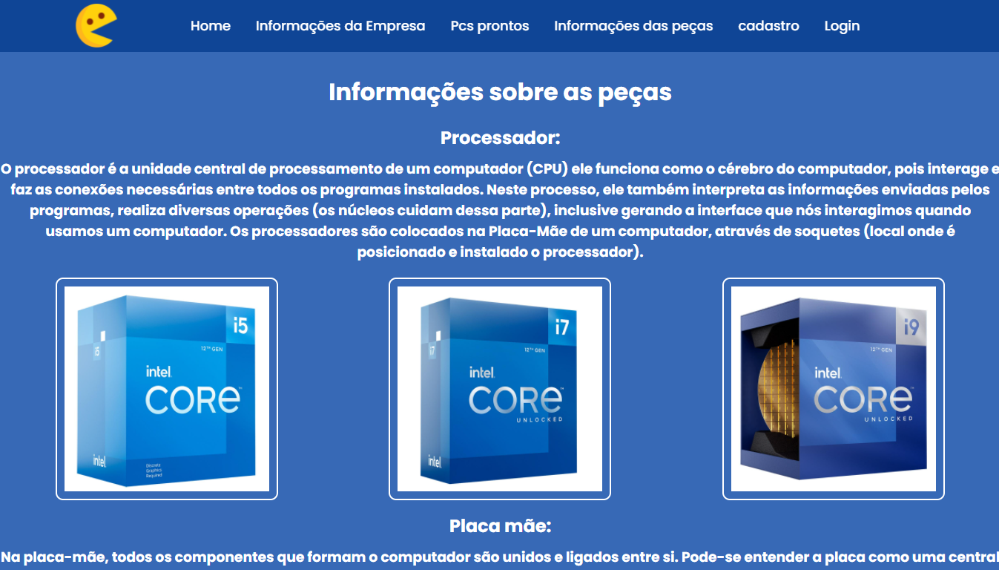 Home Informações da Empresa Pcs prontos Informações das peças cadastro Login
Informações sobre as peças
Processador:
O processador é a unidade central de processamento de um computador (CPU) ele funciona como o cérebro do computador, pois interage e
faz as conexões necessárias entre todos os programas instalados. Neste processo, ele também interpreta as informações enviadas pelos
programas, realiza diversas operações (os núcleos cuidam dessa parte), inclusive gerando a interface que nós interagimos quando
usamos um computador. Os processadores são colocados na Placa-Mãe de um computador, através de soquetes (local onde é
posicionado e instalado o processador).
i5
i5
12TH GEN
intel.
CORE™
intel.
Discrete
Graphics
Required
i7
i7
12TH GEN
intel.
CORE™
UNLOCKED
intel.
i9
12TH GEN
intel.
CORE™
UNLOCKED
Placa mãe:
Na placa-mãe, todos os componentes que formam o computador são unidos e ligados entre si. Pode-se entender a placa como uma central